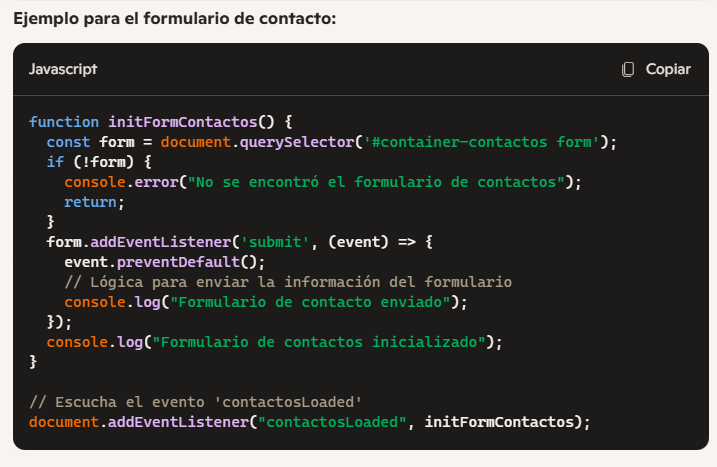 Ejemplo para el formulario de contacto:
Javascript
Copiar
function initFormContactos() {
  const form = document.querySelector('#container-contactos form');
  if (!form) {
    console.error("No se encontró el formulario de contactos");
    return;
  }
  form.addEventListener('submit', (event) => {
    event.preventDefault();
    // Lógica para enviar la información del formulario
    console.log("Formulario de contacto enviado");
  });
  console.log("Formulario de contactos inicializado");
}
// Escucha el evento 'contactosLoaded'
document.addEventListener("contactosLoaded", initFormContactos);